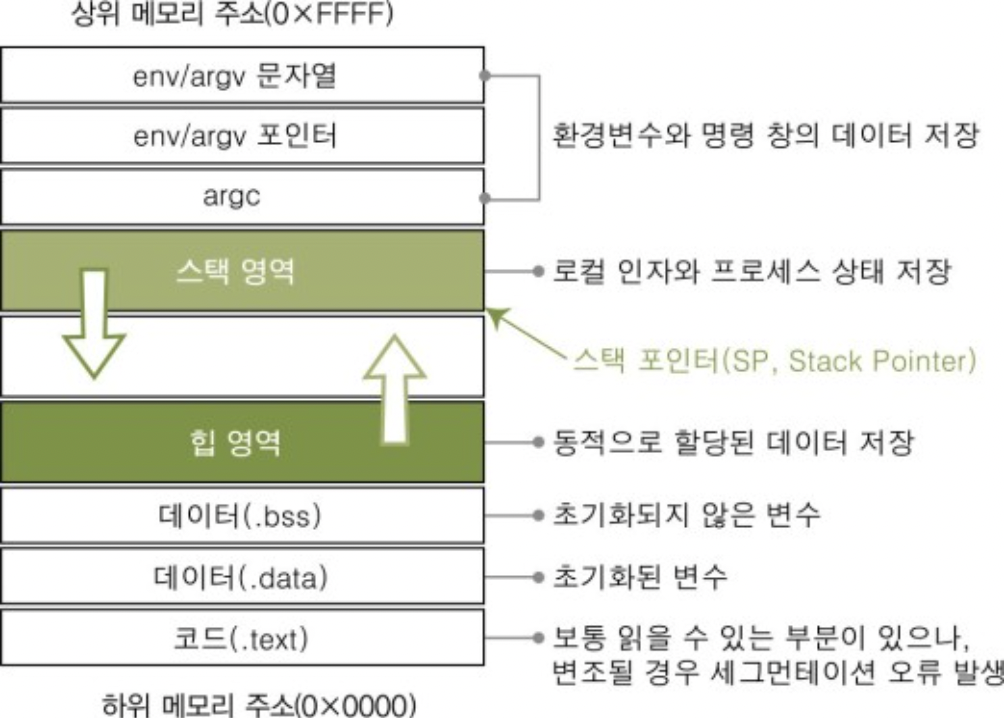 상위 메모리 주소(0×FFFF)
env/argv 문자열
env/argv 포인터
환경변수와 명령 창의 데이터 저장
argc
스택 영역
로컬 인자와 프로세스 상태 저장
스택 포인터(SP, Stack Pointer)
힙 영역
동적으로 할당된 데이터 저장
데이터(.bss)
초기화되지 않은 변수
데이터(.data)
초기화된 변수
코드(.text)
보통 읽을 수 있는 부분이 있으나,
변조될 경우 세그먼테이션 오류 발생
하위 메모리 주소(0×0000)